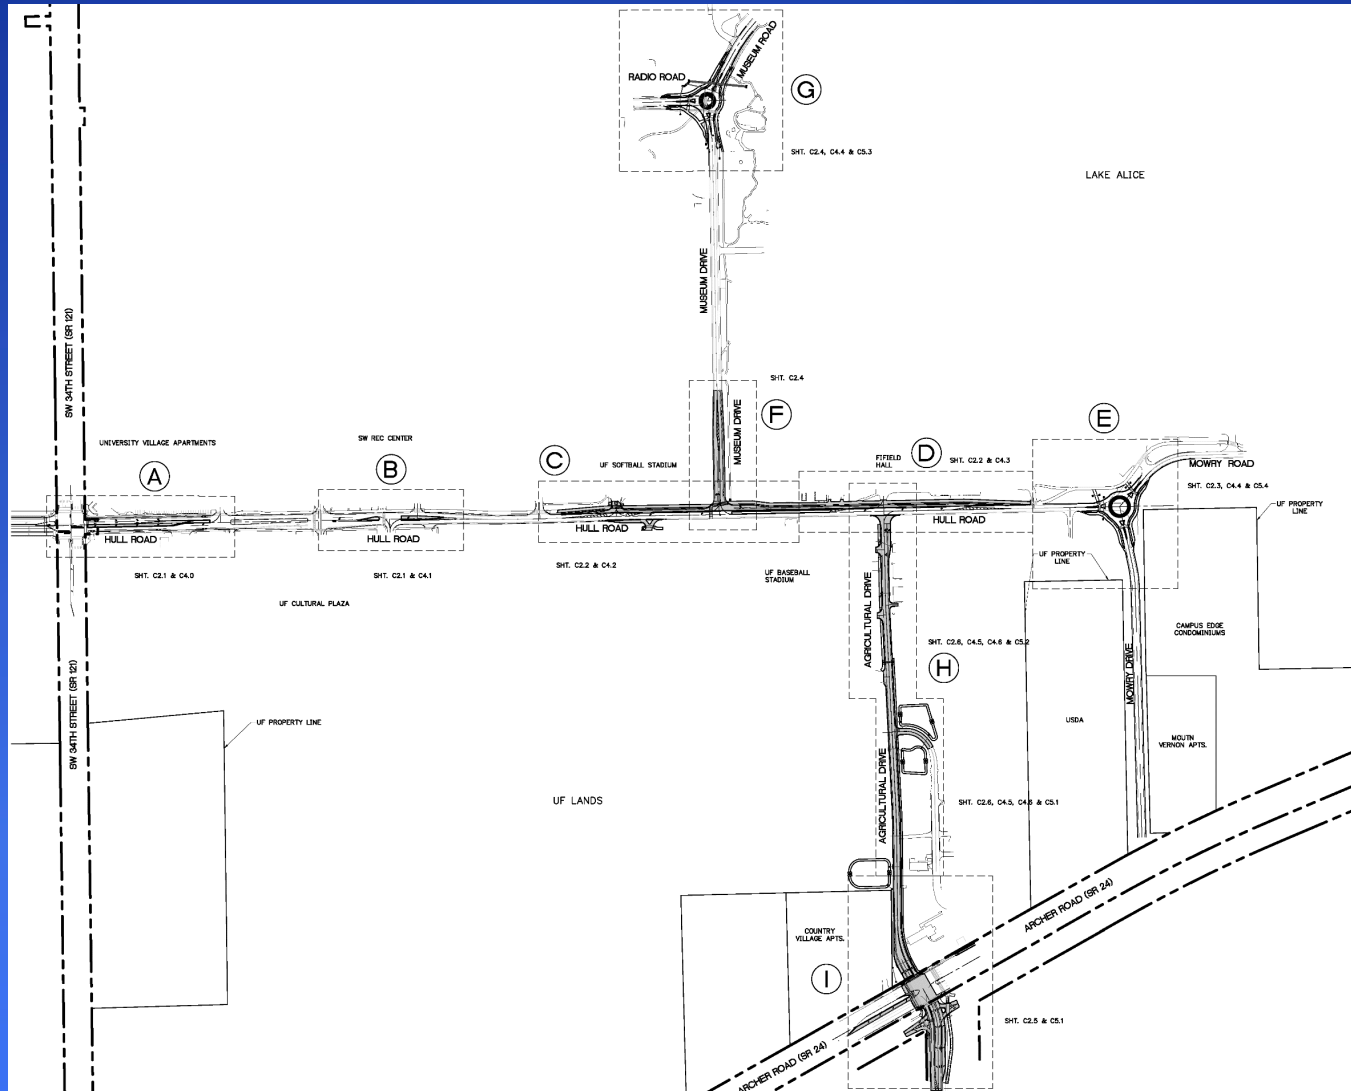 RADIO ROAD
MUSEUM ROAD
G
SHT. C2.4, C4.4 & C5.3
LAKE ALICE
MUSEUM DRIVE
SW 34TH STREET (SR 121)
SHT. C2.4
F
MUSEUM DRIVE
E
UNIVERSITY VILLAGE APARTMENTS
SW REC CENTER
A
B
C
UF SOFTBALL STADIUM
FIFIELD
HALL
D
SHT. C2.2 & C4.3
MOWRY ROAD
SHT. C2.3, C4.4 & C5.4
UF PROPERTY
LINE
HULL ROAD
HULL ROAD
HULL ROAD
HULL ROAD
SHT. C2.1 & C4.0
SHT. C2.1 & C4.1
SHT. C2.2 & C4.2
UF BASEBALL
STADIUM
UF PROPERTY
LINE
UF CULTURAL PLAZA
AGRICULTURAL DRIVE
SHT. C2.6, C4.5, C4.6 & C5.2
H
CAMPUS EDGE
CONDOMINIUMS
MOWRY DRIVE
SW 34TH STREET (SR 121)
UF PROPERTY LINE
USDA
MOUTN
VERNON APTS.
AGRICULTURAL DRIVE
UF LANDS
SHT. C2.6, C4.5, C4.6 & C5.1
ARCHER ROAD (SR 24)
COUNTRY
VILLAGE APTS.
I
SHT. C2.5 & C5.1
ARCHER ROAD (SR 24)